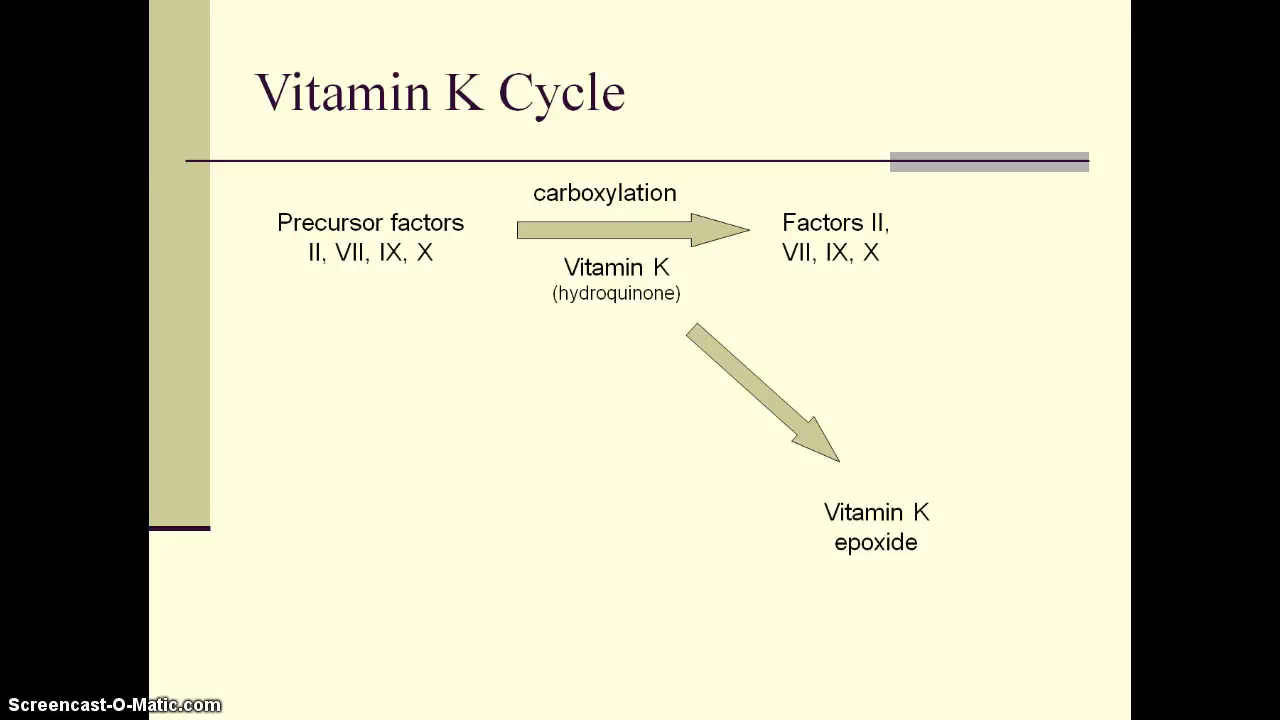 Vitamin K Cycle
carboxylation
Precursor factors
II, VII, IX, X
Vitamin K
(hydroquinone)
Factors II,
VII, IX, X
Vitamin K
epoxide
Screencast-O-Matic.com